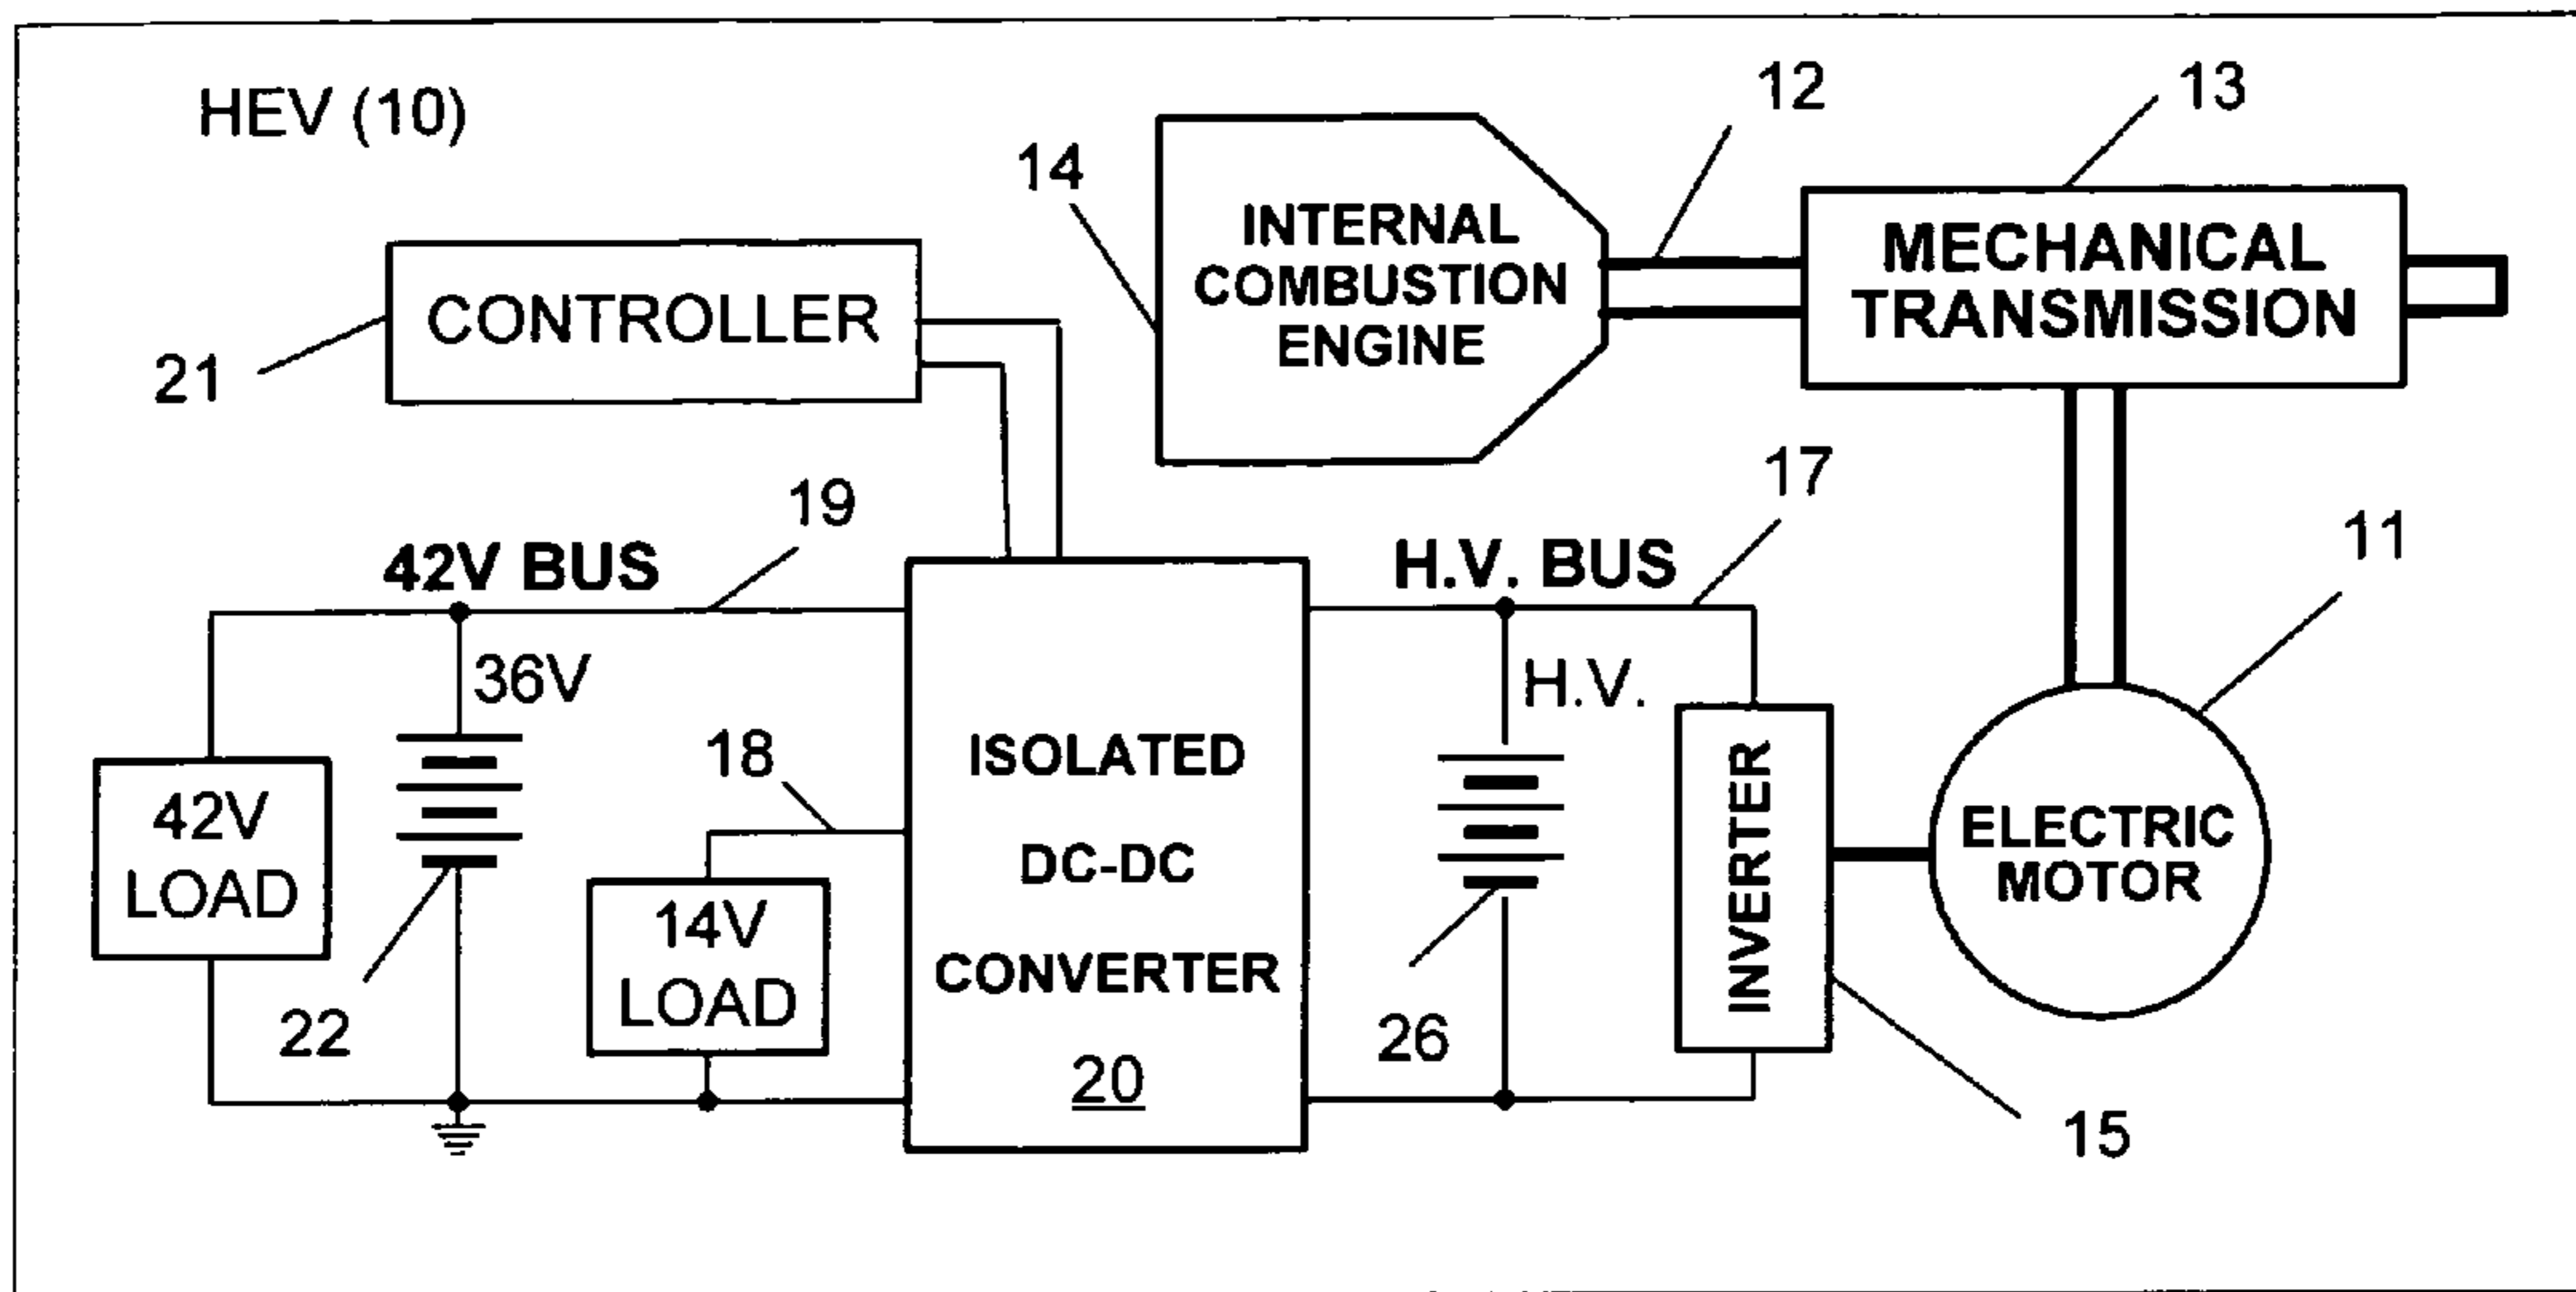 HEV (10)
12
13
14
INTERNAL
COMBUSTION
ENGINE
MECHANICAL
TRANSMISSION
CONTROLLER
21
19
17
11
42V BUS
H.V. BUS
36V
H.V.
18
ISOLATED
DC-DC
CONVERTER
20
42V
LOAD
14V
LOAD
INVERTER
ELECTRIC
MOTOR
22
26
15